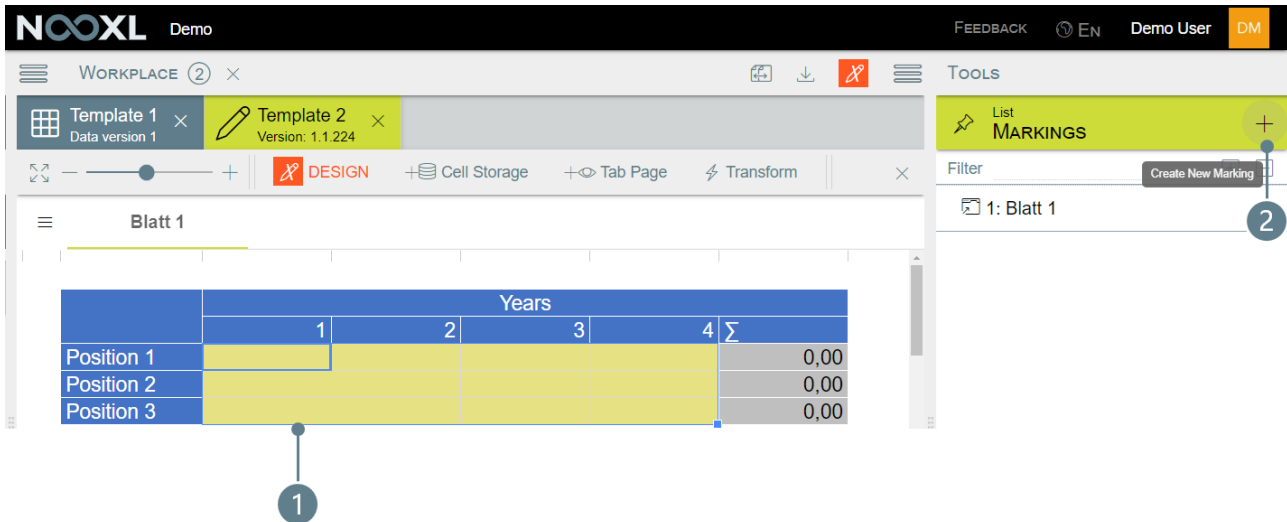 NOOXL Demo FEEDBACK EN Demo User DM
WORKPLACE 2 TOOLS
Template 1
Data version 1
Template 2
Version: 1.1.224
List
MARKINGS
DESIGN Cell Storage Tab Page Transform
Filter
Create New Marking
Blatt 1
1: Blatt 1
2
Years
1 2 3 4 ∑
Position 1 0,00
Position 2 0,00
Position 3 0,00
1